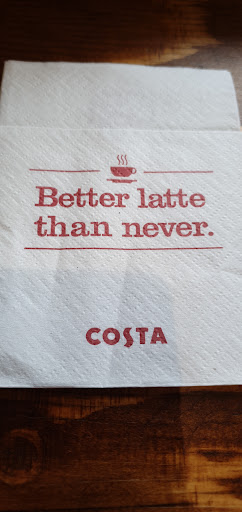 Better latte
than never.
COSTA